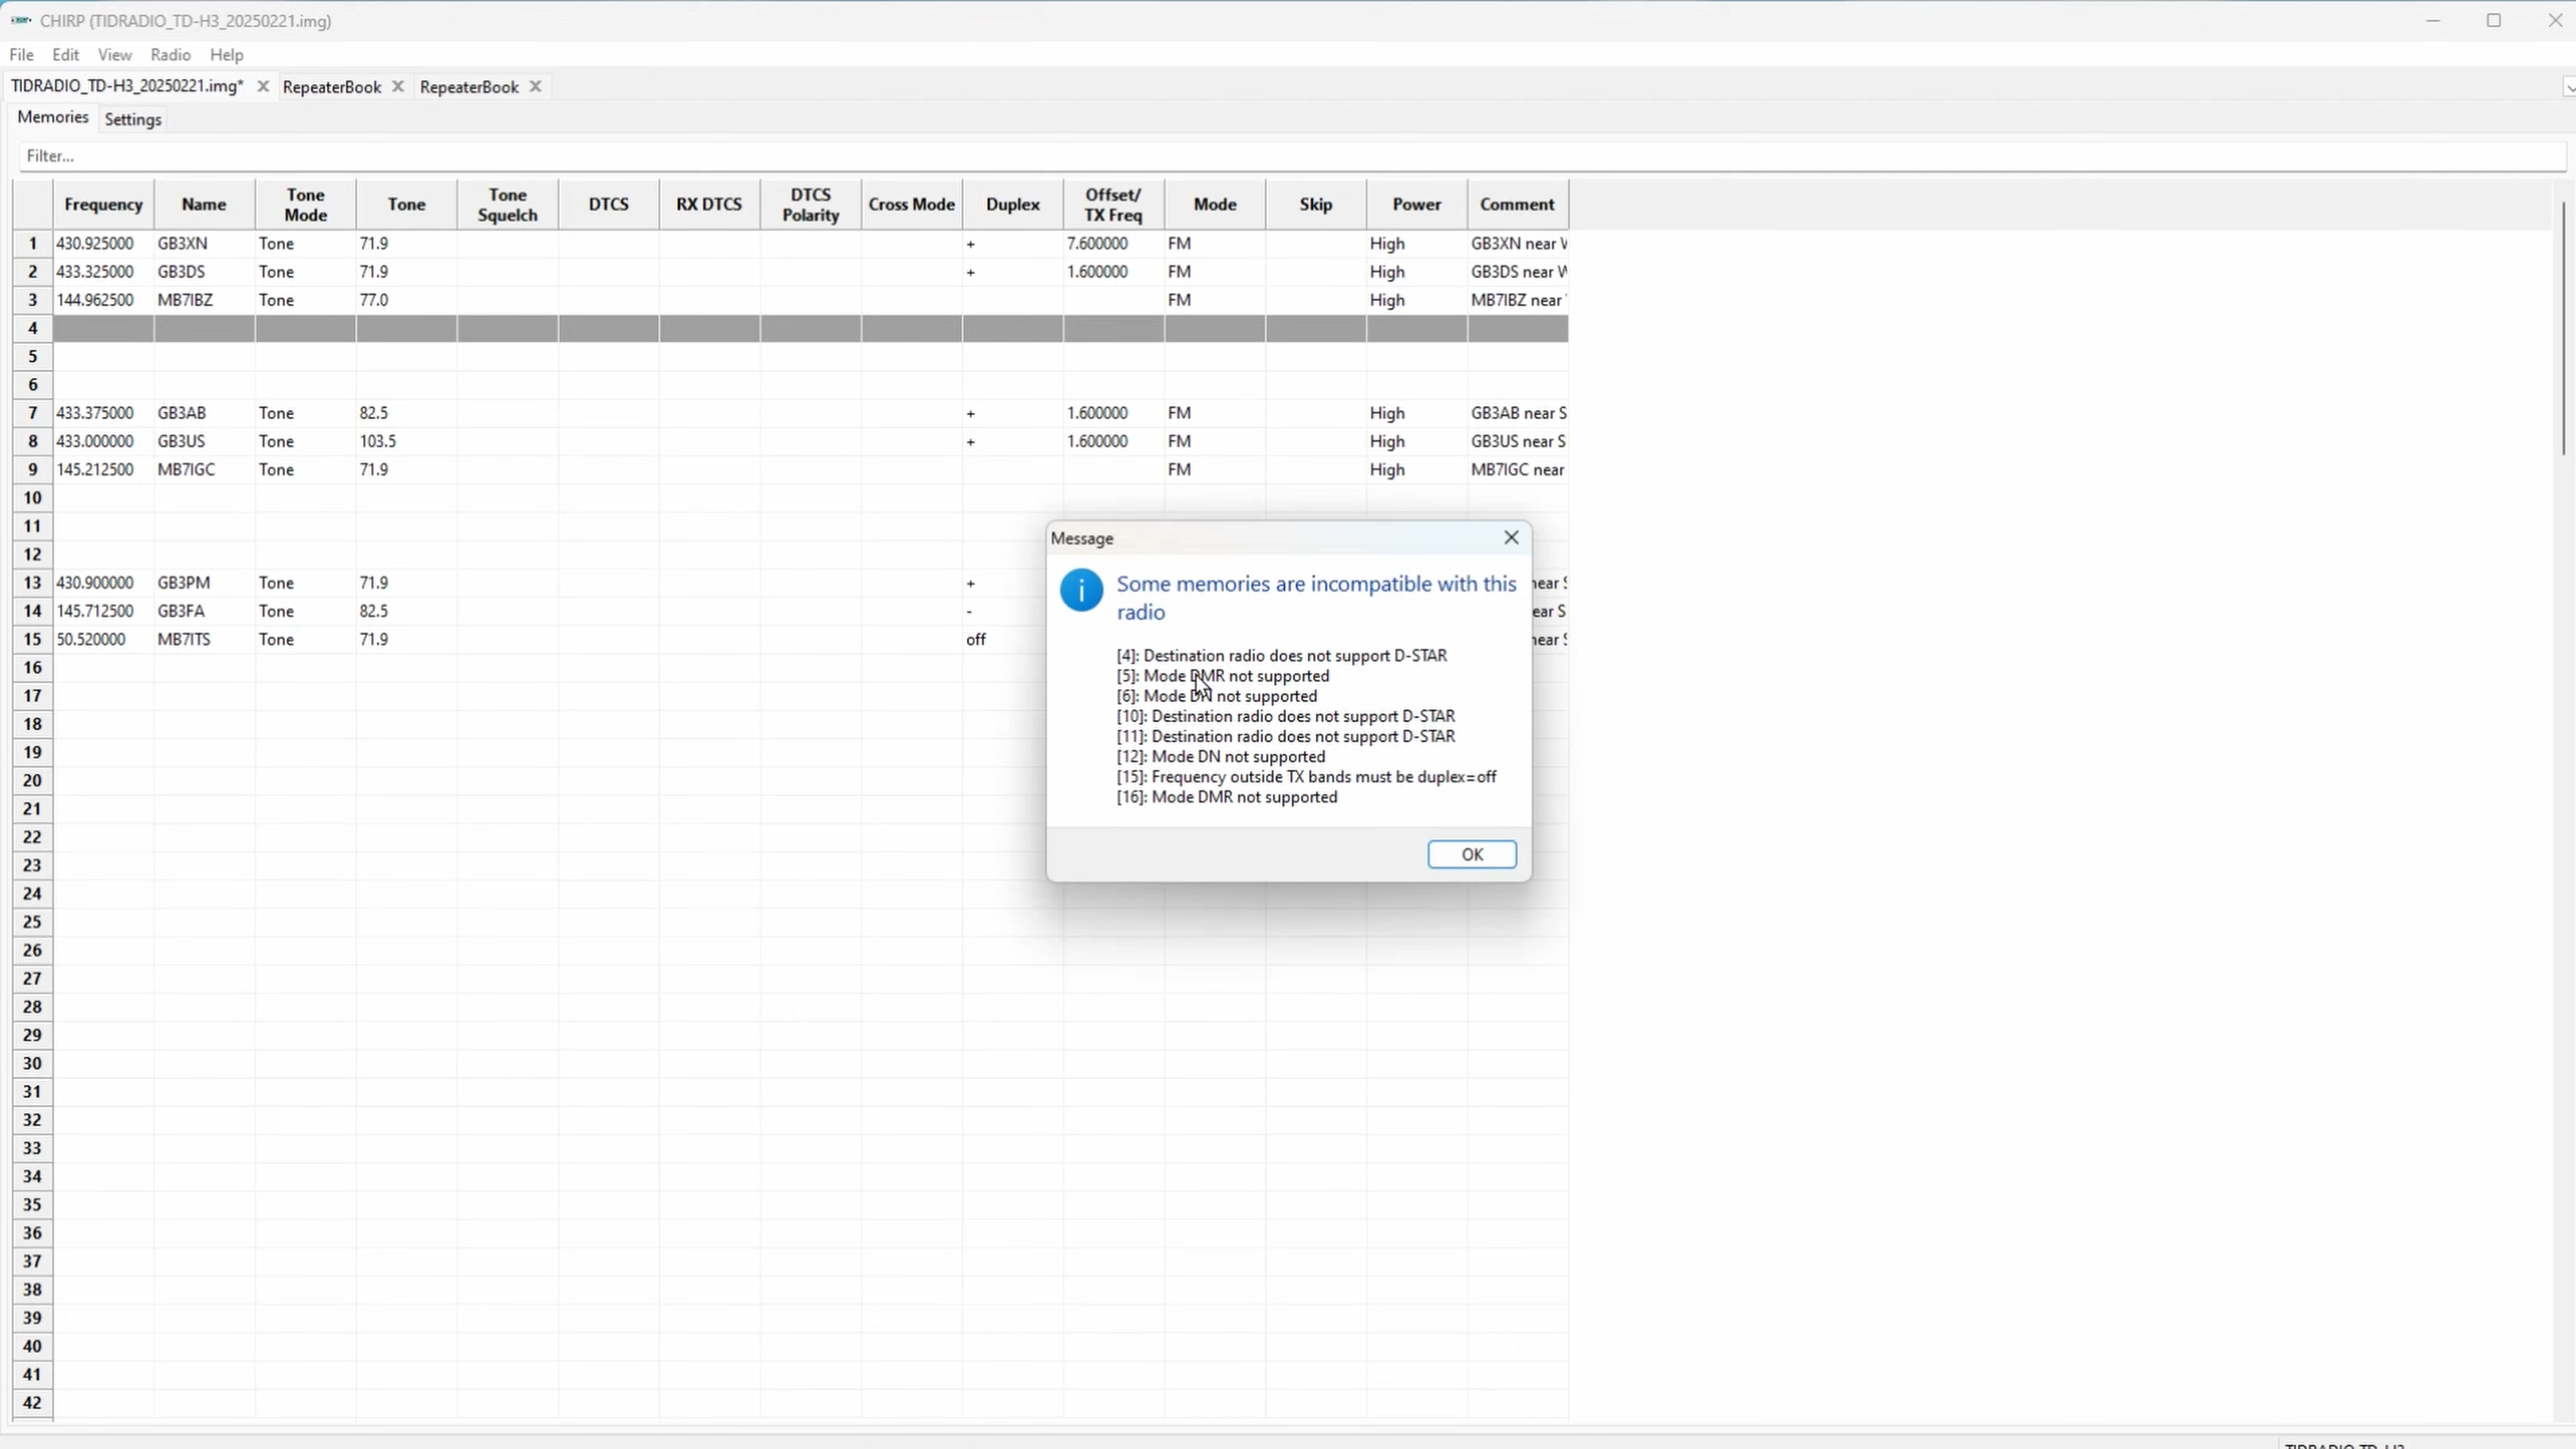 CHIRP (TIDRADIO_TD-H3_20250221.img)
File Edit View Radio Help
TIDRADIO_TD-H3_20250221.img* RepeaterBook RepeaterBook
Memories Settings
Filter...
Frequency Name Tone Mode Tone Tone Squelch DTCS RX DTCS DTCS Polarity Cross Mode Duplex Offset/ TX Freq Mode Skip Power Comment
1 430.925000 GB3XN Tone 71.9 + 7.600000 FM High GB3XN near
2 433.325000 GB3DS Tone 71.9 + 1.600000 FM High GB3DS near
3 144.962500 MB7IBZ Tone 77.0 FM High MB7IBZ near
4
5
6
7 433.375000 GB3AB Tone 82.5 + 1.600000 FM High GB3AB near S
8 433.000000 GB3US Tone 103.5 + 1.600000 FM High GB3US near S
9 145.212500 MB7IGC Tone 71.9 FM High MB7IGC near
10
11
12
13 430.900000 GB3PM Tone 71.9 + near
14 145.712500 GB3FA Tone 82.5 - ear S
15 50.520000 MB7ITS Tone 71.9 off near
16
17
18
19
20
21
22
23
24
25
26
27
28
29
30
31
32
33
34
35
36
37
38
39
40
41
42
Message
Some memories are incompatible with this
radio
[4]: Destination radio does not support D-STAR
[5]: Mode DMR not supported
[6]: Mode DN not supported
[10]: Destination radio does not support D-STAR
[11]: Destination radio does not support D-STAR
[12]: Mode DN not supported
[15]: Frequency outside TX bands must be duplex=off
[16]: Mode DMR not supported
OK
TIDRADIO TD-H3